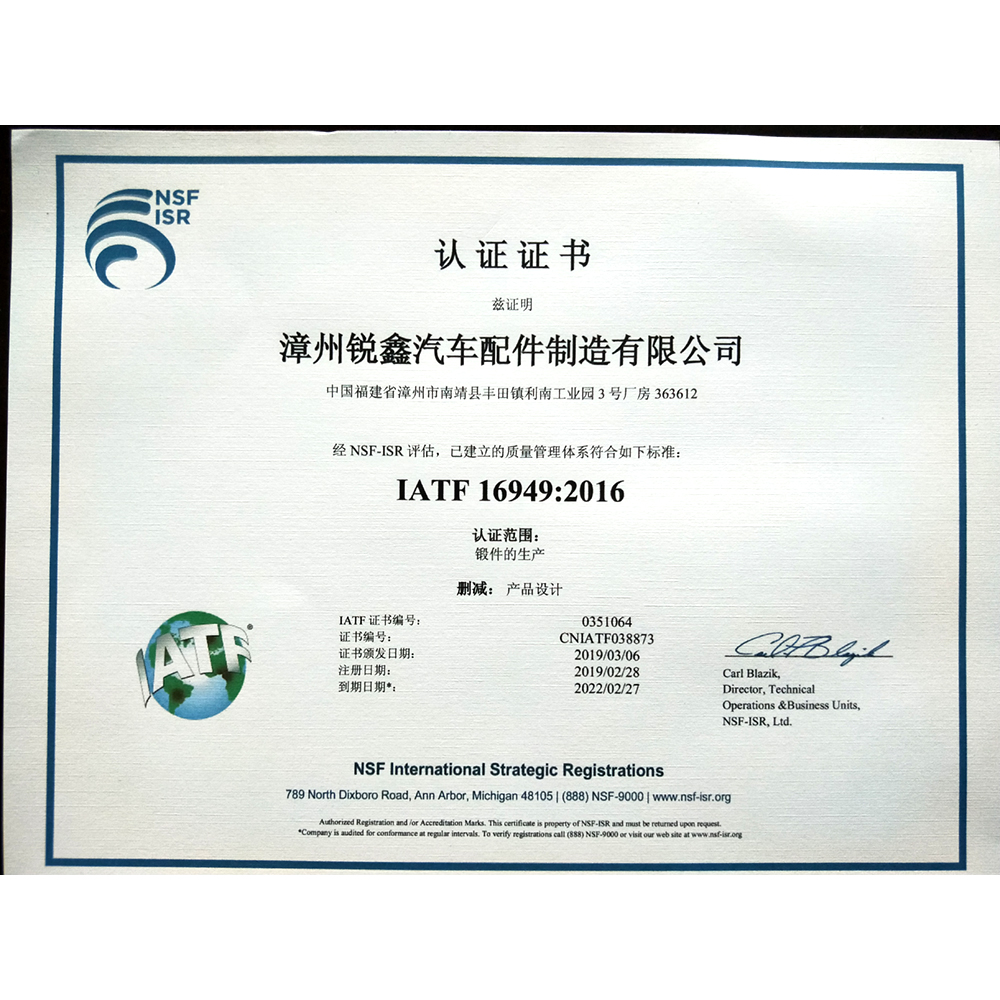 NSF
ISR
认证证书
兹证明
漳州锐鑫汽车配件制造有限公司
中国福建省漳州市南靖县丰田镇利南工业园 3 号厂房 363612
经 NSF-ISR 评估，已建立的质量管理体系符合如下标准：
IATF 16949:2016
认证范围：
锻件的生产
删减： 产品设计
IATF 证书编号： 0351064
证书编号： CNIATF038873
证书颁发日期： 2019/03/06
注册日期： 2019/02/28
到期日期*： 2022/02/27
IATF®
Carl Blazik,
Director, Technical
Operations &Business Units,
NSF-ISR, Ltd.
NSF International Strategic Registrations
789 North Dixboro Road, Ann Arbor, Michigan 48105 | (888) NSF-9000 | www.nsf-isr.org
Authorized Registration and /or Accreditation Marks. This certificate is property of NSF-ISR and must be returned upon request.
*Company is audited for conformance at regular intervals. To verify registrations call (888) NSF-9000 or visit our web site at www.nsf-isr.org